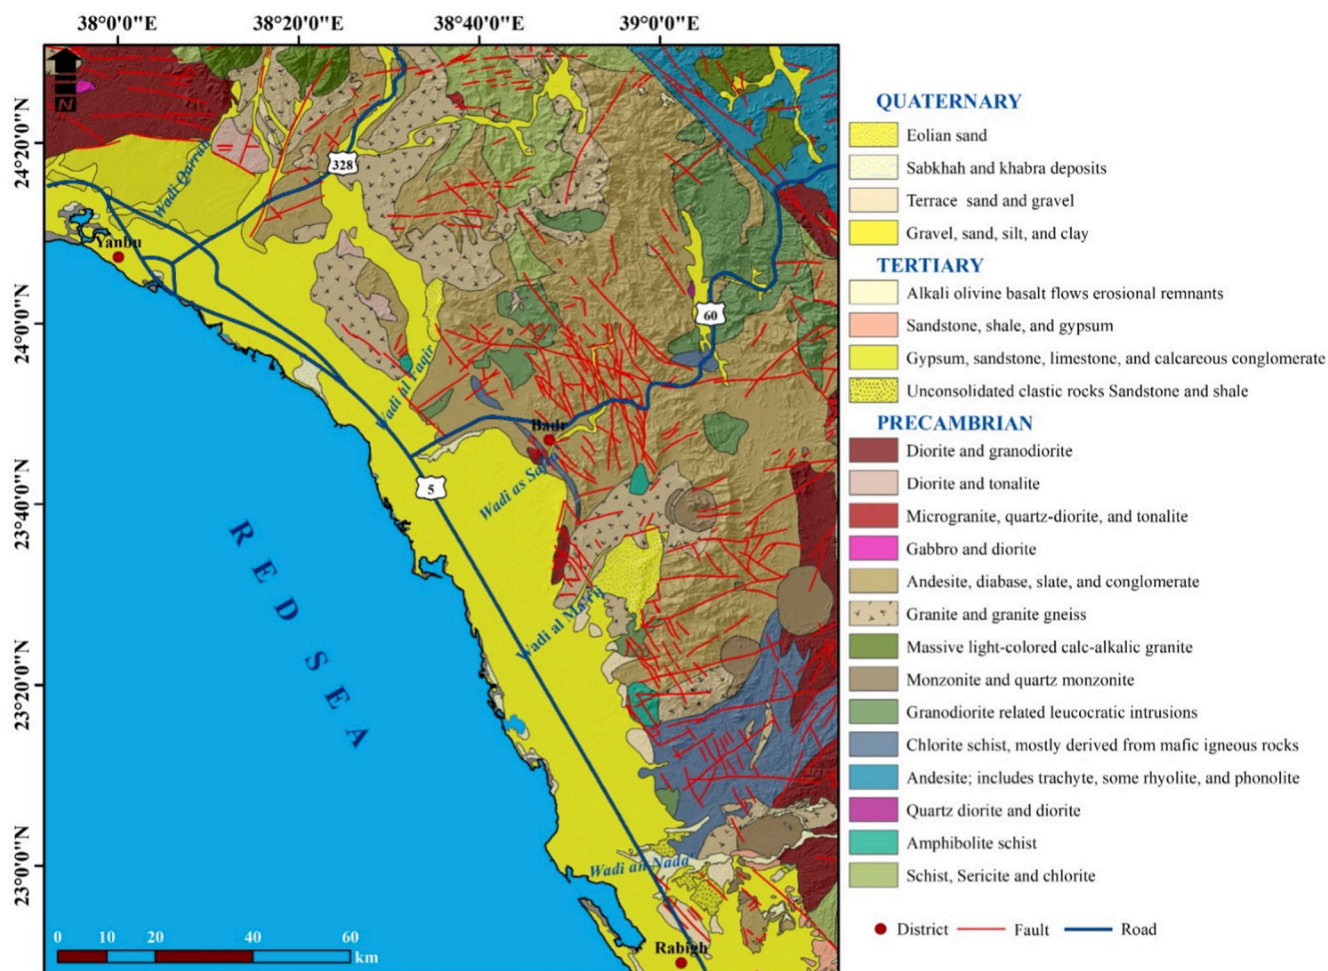 38°0'0"E 38°20'0"E 38°40'0"E 39°0'0"E
24°20'0"N
24°0'0"N
23°40'0"N
23°20'0"N
23°0'0"N
N
328
Wadi Qarrah
Yanbu
60
Wadi al Faqir
Badr
5
Wadi as Safra
RED SEA
Wadi al Ma'rij
Wadi an Nada'
Rabigh
0 10 20 40 60
km
QUATERNARY
Eolian sand
Sabkhah and khabra deposits
Terrace sand and gravel
Gravel, sand, silt, and clay
TERTIARY
Alkali olivine basalt flows erosional remnants
Sandstone, shale, and gypsum
Gypsum, sandstone, limestone, and calcareous conglomerate
Unconsolidated clastic rocks Sandstone and shale
PRECAMBRIAN
Diorite and granodiorite
Diorite and tonalite
Microgranite, quartz-diorite, and tonalite
Gabbro and diorite
Andesite, diabase, slate, and conglomerate
Granite and granite gneiss
Massive light-colored calc-alkalic granite
Monzonite and quartz monzonite
Granodiorite related leucocratic intrusions
Chlorite schist, mostly derived from mafic igneous rocks
Andesite; includes trachyte, some rhyolite, and phonolite
Quartz diorite and diorite
Amphibolite schist
Schist, Sericite and chlorite
District Fault Road